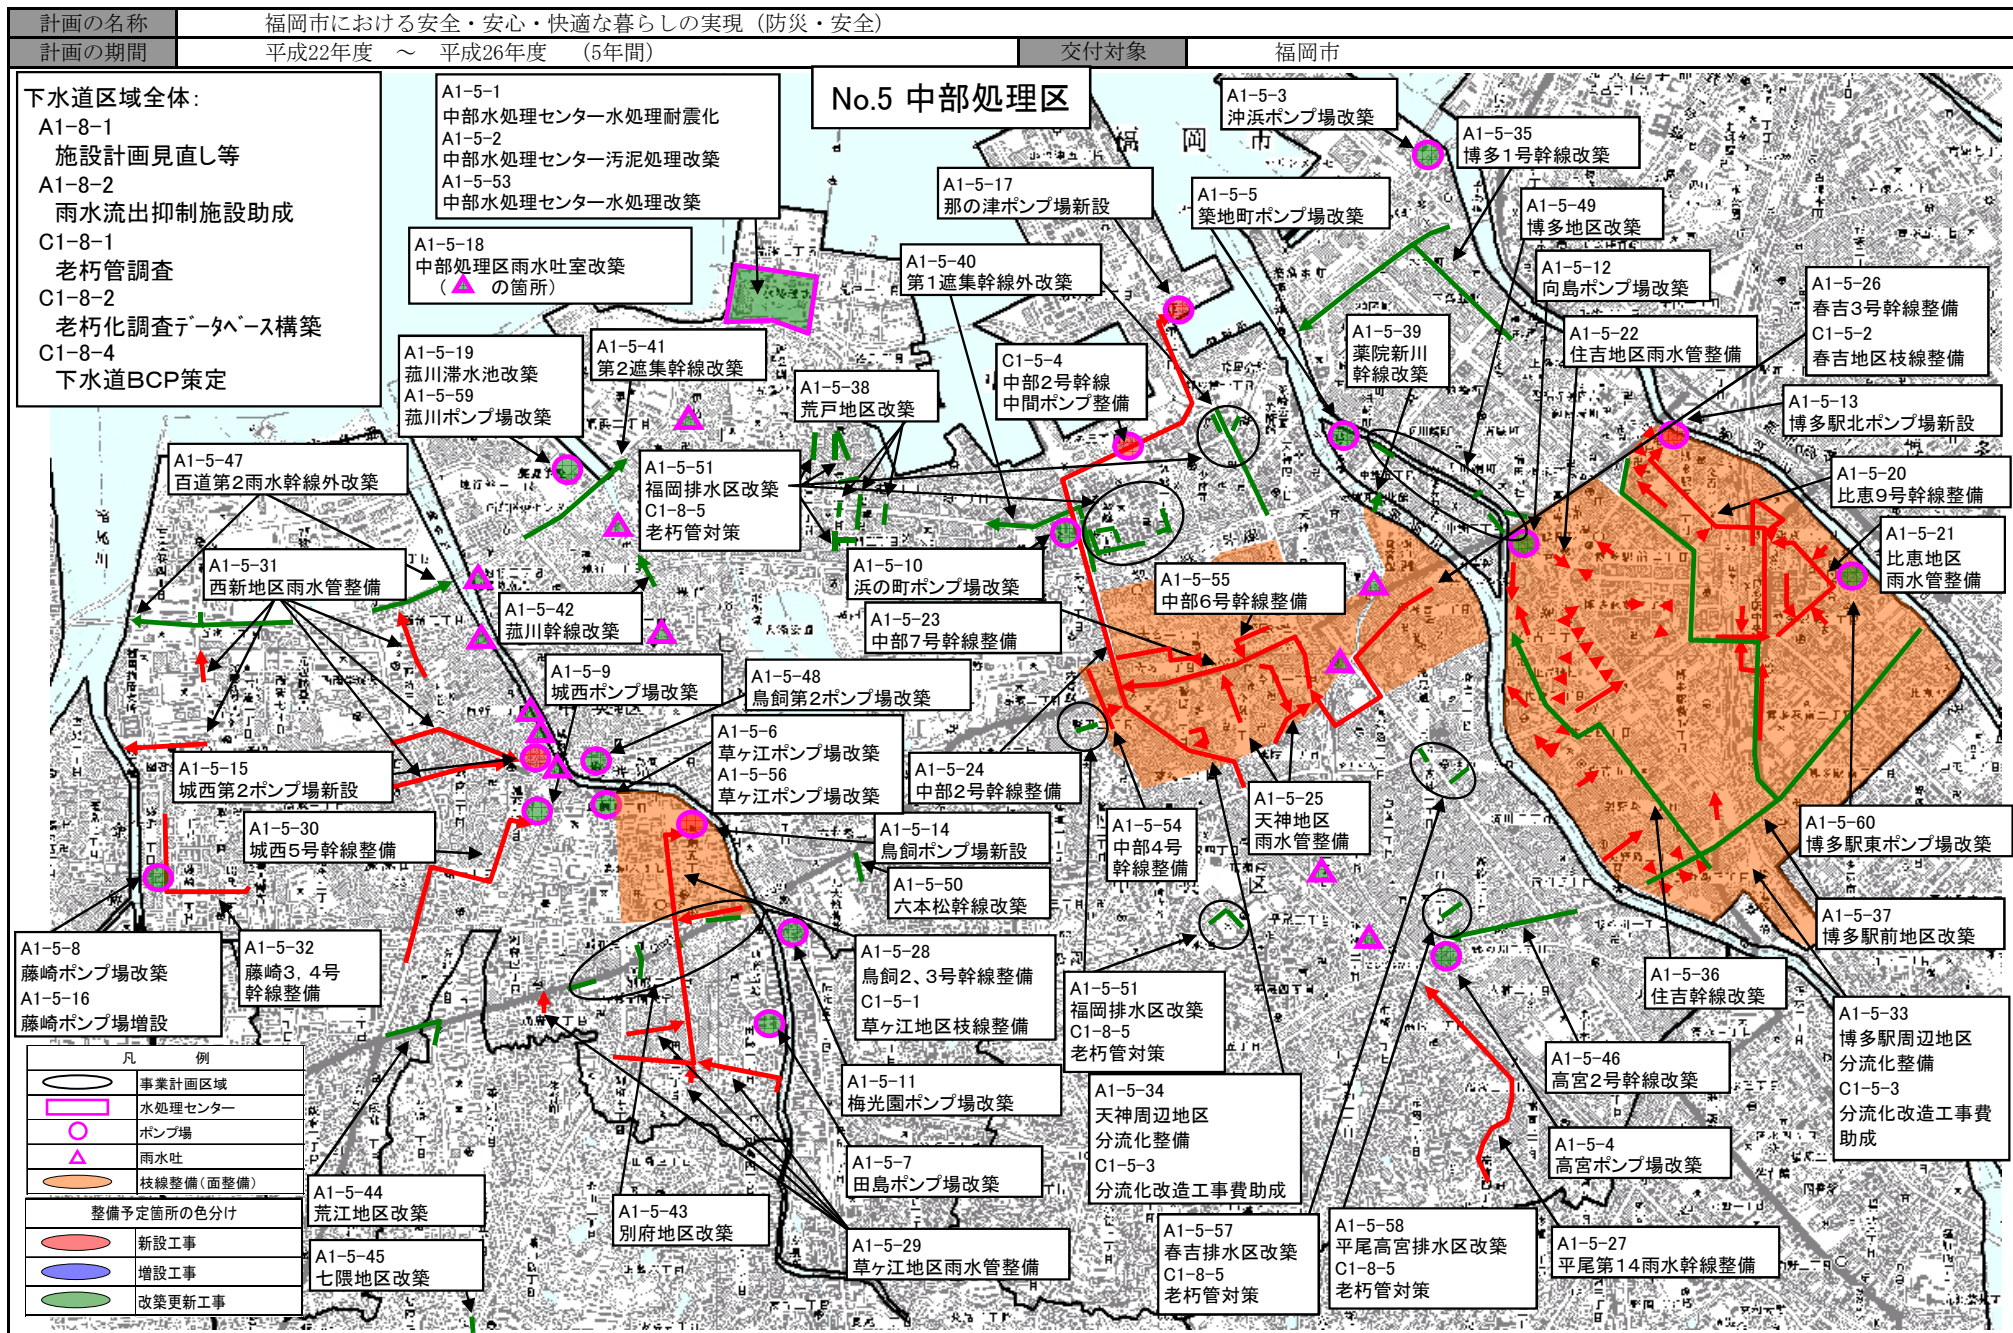 計画の名称
福岡市における安全・安心・快適な暮らしの実現（防災・安全）
計画の期間
平成22年度　～　平成26年度　（5年間）
交付対象
福岡市
No.5 中部処理区
下水道区域全体：
A1-8-1
施設計画見直し等
A1-8-2
雨水流出抑制施設助成
C1-8-1
老朽管調査
C1-8-2
老朽化調査ﾃﾞｰﾀﾍﾞｰｽ構築
C1-8-4
下水道BCP策定
A1-5-1
中部水処理センター水処理耐震化
A1-5-2
中部水処理センター汚泥処理改築
A1-5-53
中部水処理センター水処理改築
A1-5-18
中部処理区雨水吐室改築
（　の箇所）
A1-5-17
那の津ポンプ場新設
A1-5-3
沖浜ポンプ場改築
A1-5-35
博多1号幹線改築
A1-5-5
築地町ポンプ場改築
A1-5-49
博多地区改築
A1-5-12
向島ポンプ場改築
A1-5-26
春吉3号幹線整備
C1-5-2
春吉地区枝線整備
A1-5-40
第1遮集幹線外改築
A1-5-39
薬院新川
幹線改築
A1-5-22
住吉地区雨水管整備
A1-5-19
菰川滞水池改築
A1-5-59
菰川ポンプ場改築
A1-5-41
第2遮集幹線改築
A1-5-38
荒戸地区改築
C1-5-4
中部2号幹線
中間ポンプ整備
A1-5-13
博多駅北ポンプ場新設
A1-5-47
百道第2雨水幹線外改築
A1-5-51
福岡排水区改築
C1-8-5
老朽管対策
A1-5-20
比恵9号幹線整備
A1-5-21
比恵地区
雨水管整備
A1-5-31
西新地区雨水管整備
A1-5-10
浜の町ポンプ場改築
A1-5-55
中部6号幹線整備
A1-5-42
菰川幹線改築
A1-5-23
中部7号幹線整備
A1-5-9
城西ポンプ場改築
A1-5-48
鳥飼第2ポンプ場改築
A1-5-6
草ヶ江ポンプ場改築
A1-5-56
草ヶ江ポンプ場改築
A1-5-15
城西第2ポンプ場新設
A1-5-24
中部2号幹線整備
A1-5-25
天神地区
雨水管整備
A1-5-54
中部4号
幹線整備
A1-5-60
博多駅東ポンプ場改築
A1-5-30
城西5号幹線整備
A1-5-14
鳥飼ポンプ場新設
A1-5-50
六本松幹線改築
A1-5-37
博多駅前地区改築
A1-5-8
藤崎ポンプ場改築
A1-5-16
藤崎ポンプ場増設
A1-5-32
藤崎3, 4号
幹線整備
A1-5-28
鳥飼2、3号幹線整備
C1-5-1
草ヶ江地区枝線整備
A1-5-51
福岡排水区改築
C1-8-5
老朽管対策
A1-5-36
住吉幹線改築
A1-5-33
博多駅周辺地区
分流化整備
C1-5-3
分流化改造工事費
助成
A1-5-46
高宮2号幹線改築
A1-5-11
梅光園ポンプ場改築
A1-5-34
天神周辺地区
分流化整備
C1-5-3
分流化改造工事費助成
A1-5-4
高宮ポンプ場改築
A1-5-7
田島ポンプ場改築
A1-5-44
荒江地区改築
A1-5-43
別府地区改築
A1-5-57
春吉排水区改築
C1-8-5
老朽管対策
A1-5-58
平尾高宮排水区改築
C1-8-5
老朽管対策
A1-5-27
平尾第14雨水幹線整備
A1-5-29
草ヶ江地区雨水管整備
A1-5-45
七隈地区改築
凡　例
事業計画区域
水処理センター
ポンプ場
雨水吐
枝線整備（面整備）
整備予定箇所の色分け
新設工事
増設工事
改築更新工事
福　岡　市